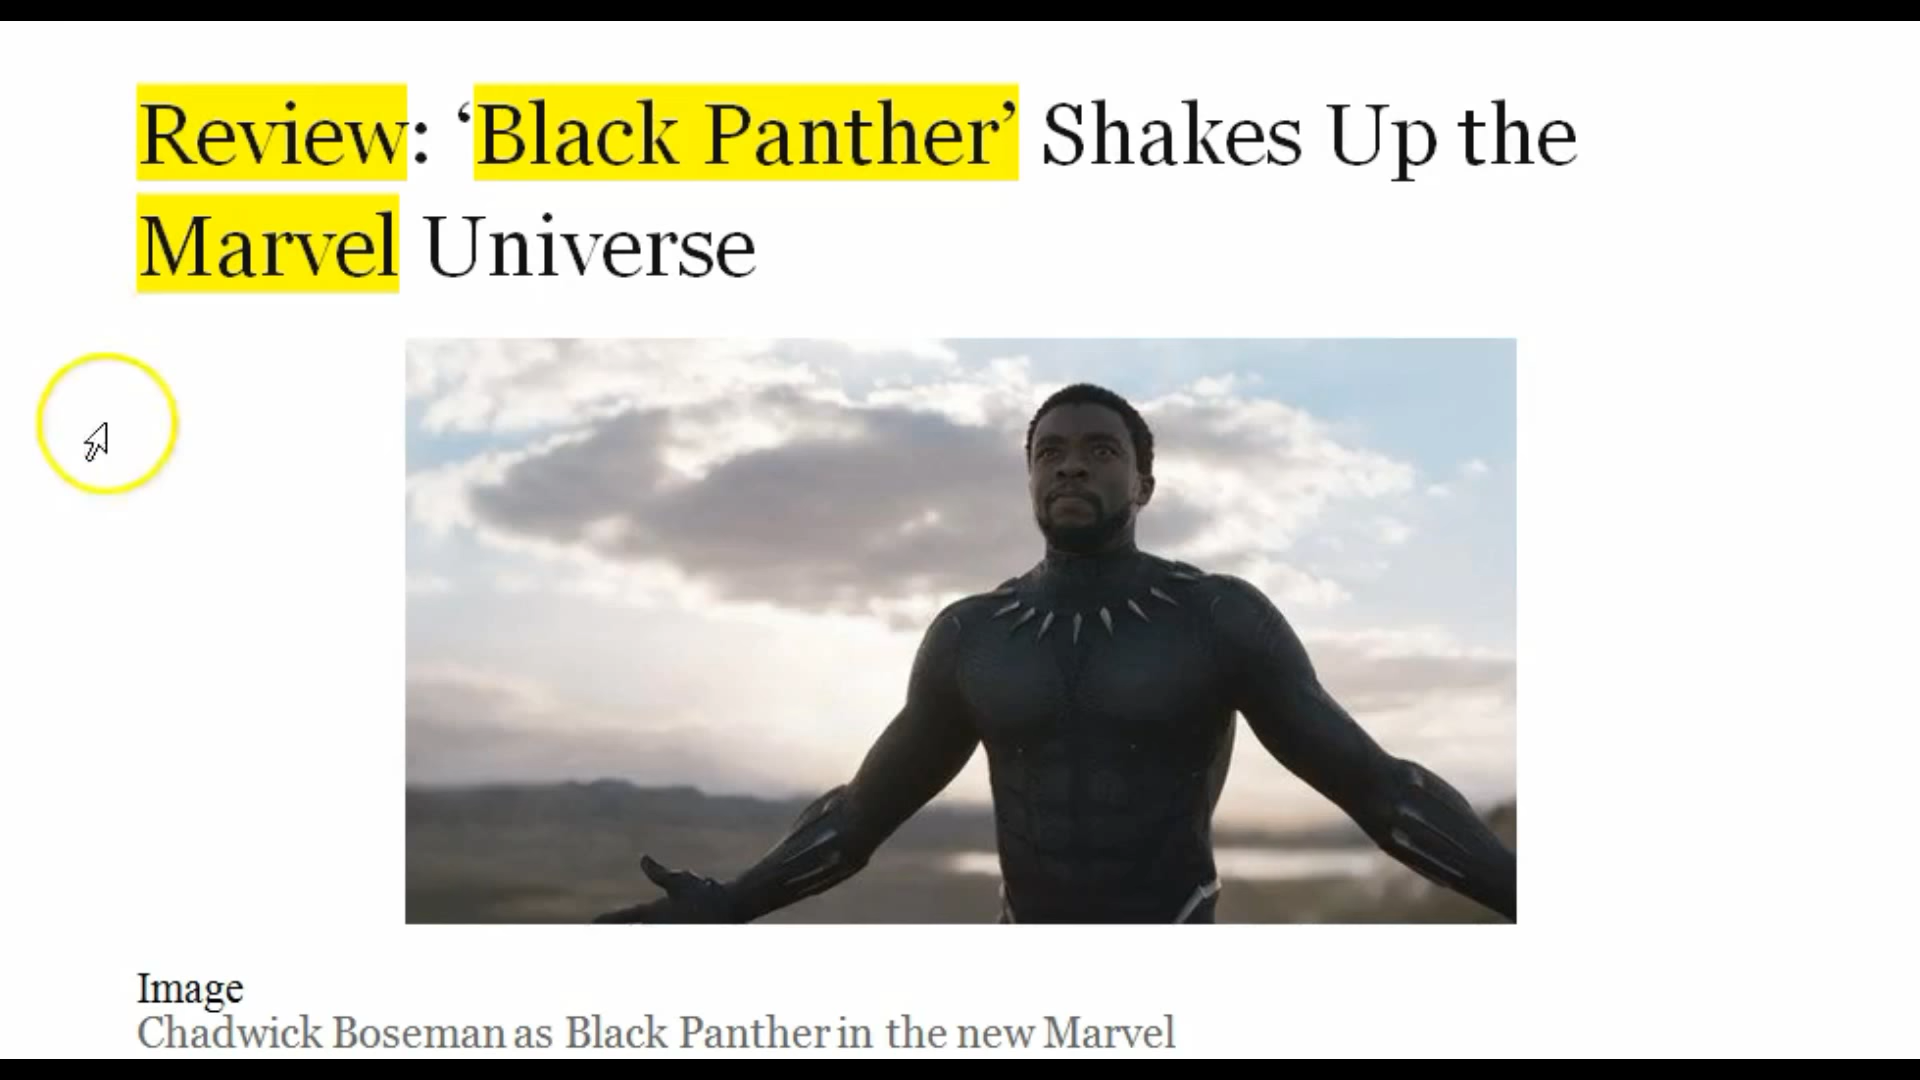 Review: ‘Black Panther’ Shakes Up the
Marvel Universe
Image
Chadwick Boseman as Black Panther in the new Marvel